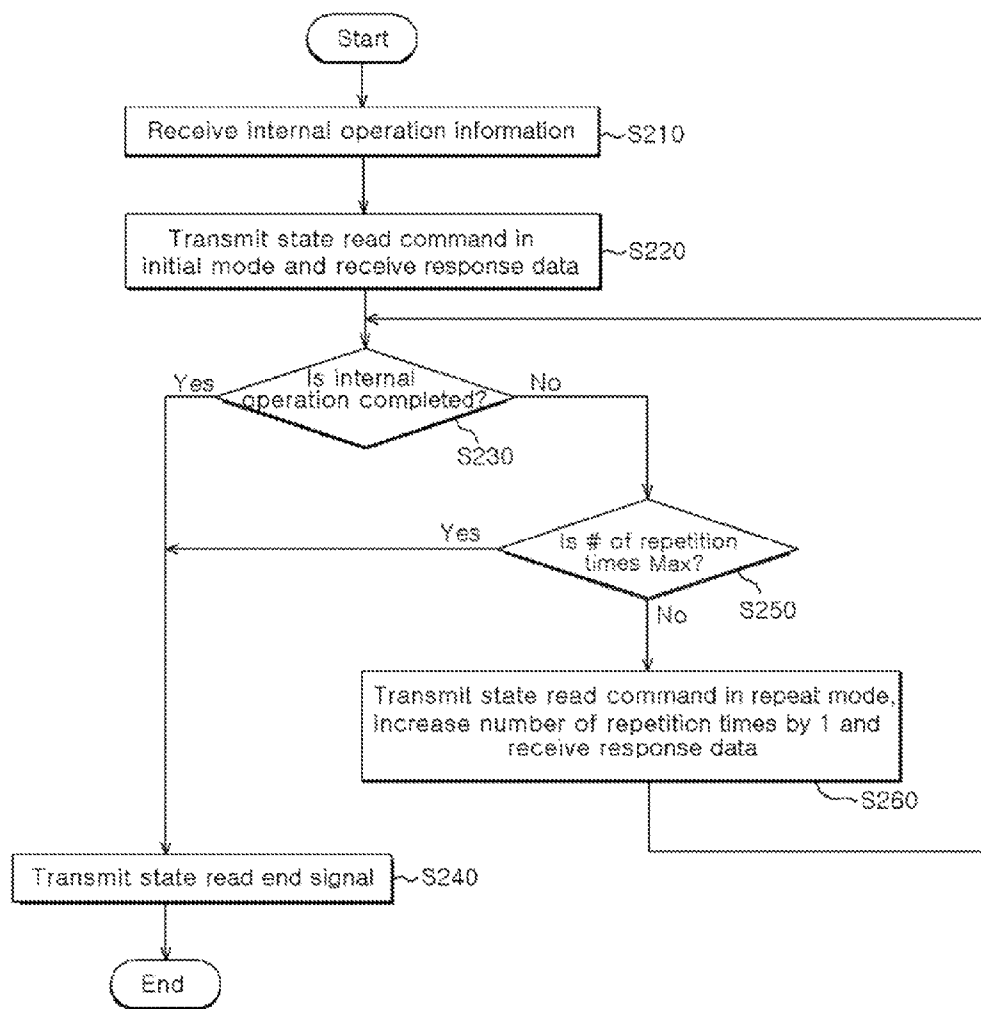 Start
Receive internal operation information
S210
Transmit state read command in
initial mode and receive response data
S220
Is internal
operation completed?
Yes
No
S230
Is # of repetition
times Max?
Yes
S250
No
Transmit state read command in repeat mode,
increase number of repetition times by 1 and
receive response data
S260
Transmit state read end signal
S240
End